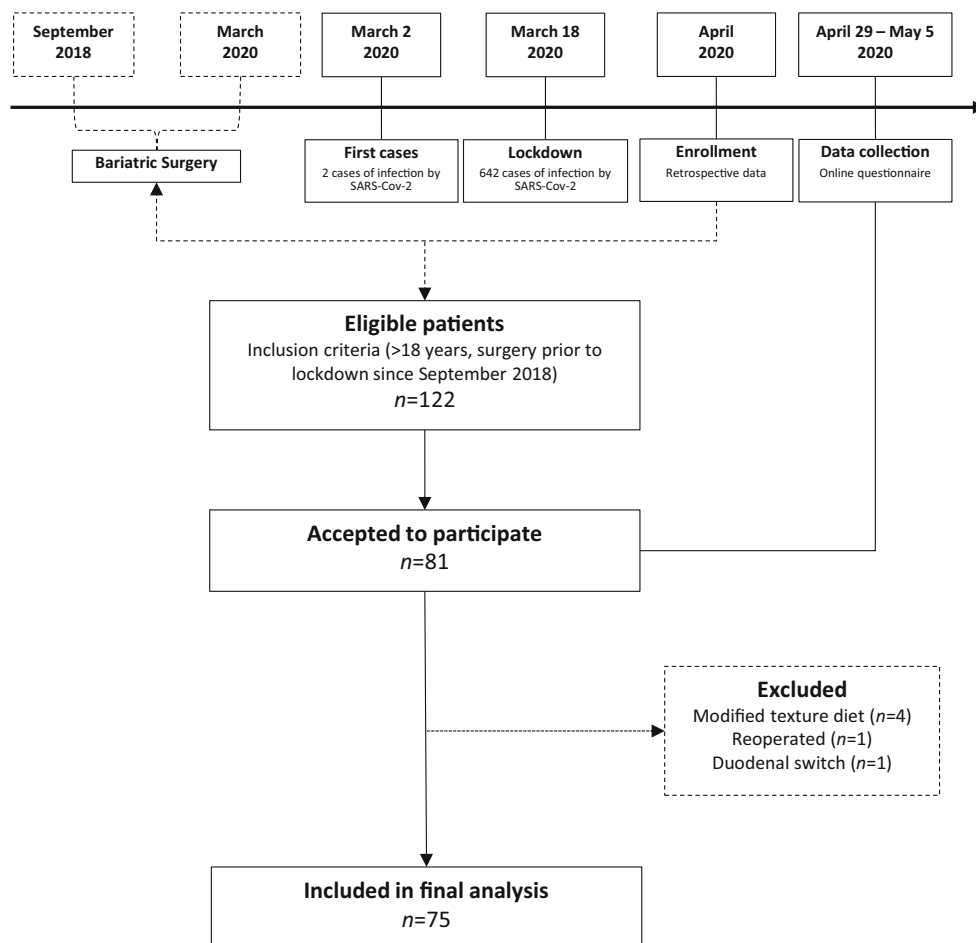 September
2018
March
2020
March 2
2020
March 18
2020
April
2020
April 29 – May 5
2020
Bariatric Surgery
First cases
2 cases of infection by
SARS-Cov-2
Lockdown
642 cases of infection by
SARS-Cov-2
Enrollment
Retrospective data
Data collection
Online questionnaire
Eligible patients
Inclusion criteria (>18 years, surgery prior to
lockdown since September 2018)
n=122
Accepted to participate
n=81
Excluded
Modified texture diet (n=4)
Reoperated (n=1)
Duodenal switch (n=1)
Included in final analysis
n=75